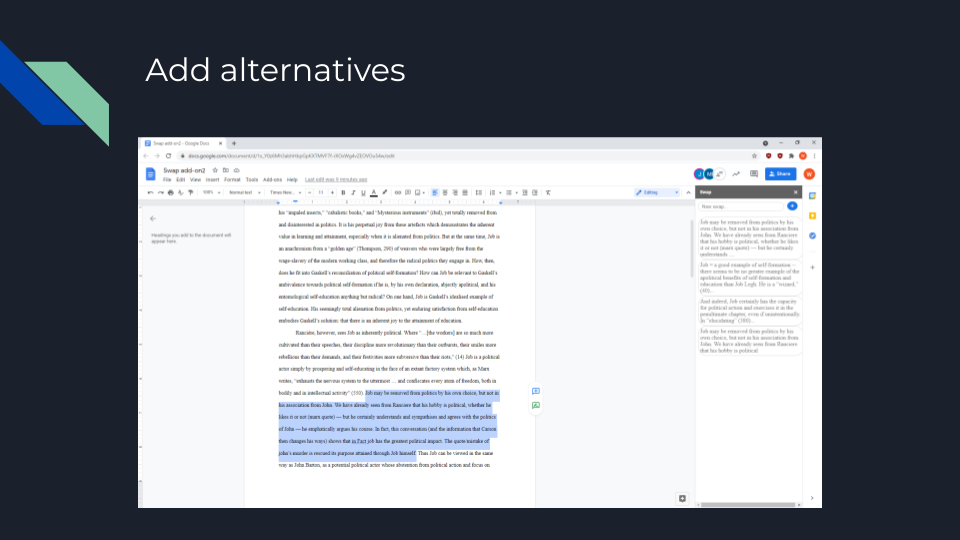 Add alternatives
Swap add-on2 - Google Docs
Swap add-on2
File Edit View Insert Format Tools Add-ons Help Last edit was 5 minutes ago
Share
100% Normal text Times New... 11 B I U A
Editing
Swap
New swap...
Headings you add to the document will
appear here.
his "impaled insects," "cabalistic books," and "Mysterious instruments" (ibid), yet totally removed from
and disinterested in politics. It is his perpetual joy from these artefacts which demonstrates the inherent
value in learning and attainment, especially when it is alienated from politics. But at the same time, Job is
an anachronism from a "golden age" (Thompson, 290) of weavers who were largely free from the
wage-slavery of the modern working class, and therefore the radical politics they engage in. How, then,
does he fit into Gaskell's reconciliation of political self-formation? How can Job be relevant to Gaskell's
ambivalence towards political self-formation if he is, by his own declaration, abjectly apolitical, and his
entomological self-education anything but radical? On one hand, Job is Gaskell's idealised example of
self-education. His seemingly total alienation from politics, yet enduring satisfaction from self-education
embodies Gaskell's solution; that there is an inherent joy to the attainment of education.
Ranciere, however, sees Job as inherently political. Where "…[the workers] are so much more
cultivated than their speeches, their discipline more revolutionary than their outbursts, their smiles more
rebellious than their demands, and their festivities more subversive than their riots," (14) Job is a political
actor simply by prospering and self-educating in the face of an extant factory system which, as Marx
writes, "exhausts the nervous system to the uttermost … and confiscates every atom of freedom, both in
bodily and in intellectual activity" (550). Job may be removed from politics by his own choice, but not in
his association from John. We have already seen from Ranciere that his hobby is political, whether he
likes it or not (marx quote) — but he certainly understands and sympathises and agrees with the politics
of John — he emphatically argues his course. In fact, this conversation (and the information that Carson
then changes his ways) shows that in Fact job has the greatest political impact. The quote/mistake of
john's murder is rescued its purpose attained through Job himself. Thus Job can be viewed in the same
way as John Barton, as a potential political actor whose abstention from political action and focus on
Job may be removed from politics by his
own choice, but not in his association from
John. We have already seen from Ranciere
that his hobby is political, whether he likes
it or not (marx quote) — but he certainly
understands ...
Job = a good example of self-formation –
there seems to be no greater example of the
apolitical benefits of self-formation and
education than Job Legh. He is a "wizard,"
(40)...
And indeed, Job certainly has the capacity
for political action and exercises it in the
penultimate chapter, even if unintentionally
in "elucidating" (380)...
Job may be removed from politics by his
own choice, but not in his association from
John. We have already seen from Ranciere
that his hobby is political